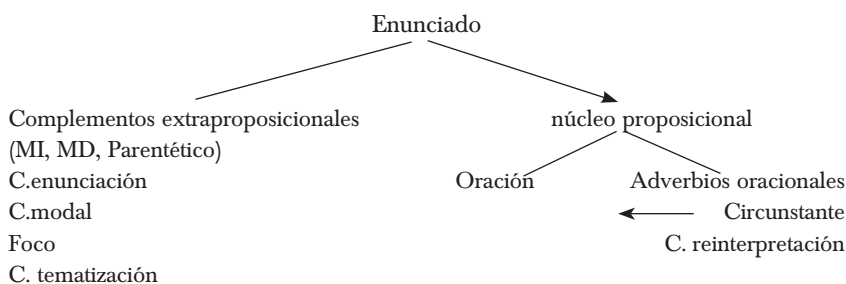 Enunciado
Complementos extraproposicionales núcleo proposicional
(MI, MD, Parentético)
C.enunciación Oración Adverbios oracionales
C.modal Circunstante
Foco C. reinterpretación
C. tematización